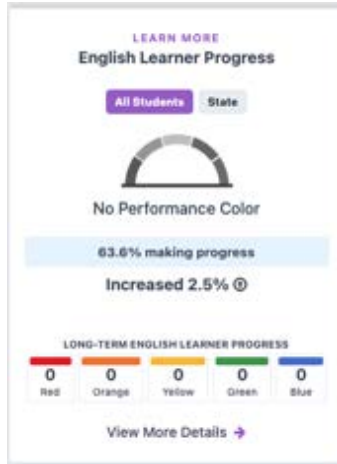 LEARN MORE
English Learner Progress
All Students State
No Performance Color
63.6% making progress
Increased 2.5%
LONG-TERM ENGLISH LEARNER PROGRESS
0 0 0 0 0
Red Orange Yellow Green Blue
View More Details →